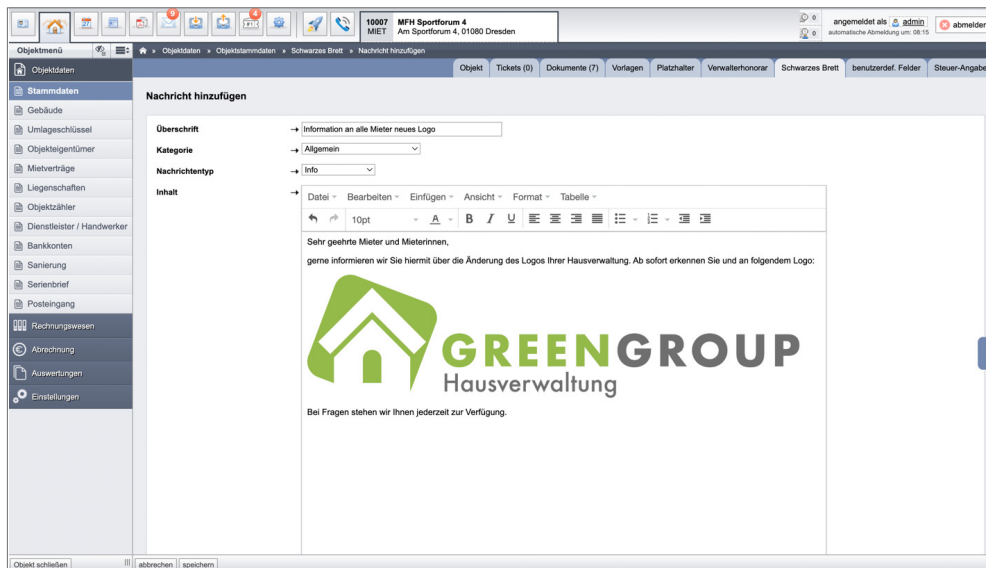 27
9
4
10007
MIET
MFH Sportforum 4
Am Sportforum 4, 01080 Dresden
0
0
angemeldet als admin
automatische Abmeldung um: 08:15
abmelden
Objektmenü
» Objektdaten » Objektstammdaten » Schwarzes Brett » Nachricht hinzufügen
Objektdaten
Objekt Tickets (0) Dokumente (7) Vorlagen Platzhalter Verwalterhonorar Schwarzes Brett benutzerdef. Felder Steuer-Angabe
Stammdaten
Gebäude
Umlageschlüssel
Objekteigentümer
Mietverträge
Liegenschaften
Objektzähler
Dienstleister / Handwerker
Bankkonten
Sanierung
Serienbrief
Posteingang
Rechnungswesen
Abrechnung
Auswertungen
Einstellungen
Nachricht hinzufügen
Überschrift → Information an alle Mieter neues Logo
Kategorie → Allgemein
Nachrichtentyp → Info
Inhalt →
Datei Bearbeiten Einfügen Ansicht Format Tabelle
10pt A B I U
Sehr geehrte Mieter und Mieterinnen,
gerne informieren wir Sie hiermit über die Änderung des Logos Ihrer Hausverwaltung. Ab sofort erkennen Sie und an folgendem Logo:
GREENGROUP
Hausverwaltung
Bei Fragen stehen wir Ihnen jederzeit zur Verfügung.
Objekt schließen
abbrechen speichern